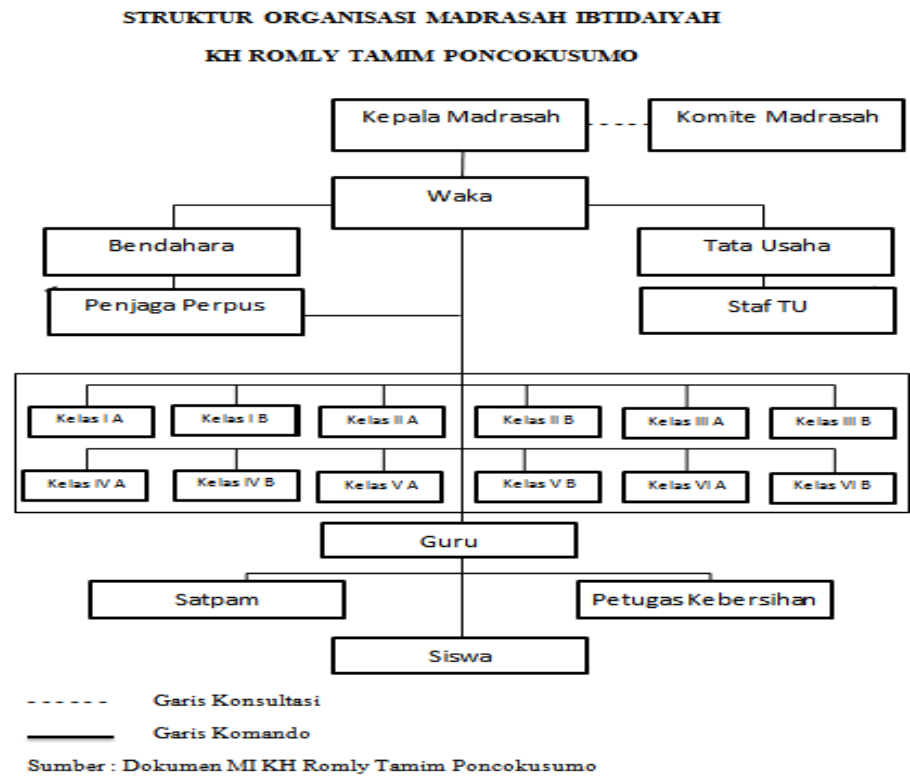 STRUKTUR ORGANISASI MADRASAH IBTIDAIYAH
KH ROMLY TAMIM PONCOKUSUMO
Kepala Madrasah
Komite Madrasah
Waka
Bendahara
Tata Usaha
Penjaga Perpus
Staf TU
Kelas I A
Kelas I B
Kelas II A
Kelas II B
Kelas III A
Kelas III B
Kelas IV A
Kelas IV B
Kelas V A
Kelas V B
Kelas VI A
Kelas VI B
Guru
Satpam
Petugas Kebersihan
Siswa
Garis Konsultasi
Garis Komando
Sumber : Dokumen MI KH Romly Tamim Poncokusumo